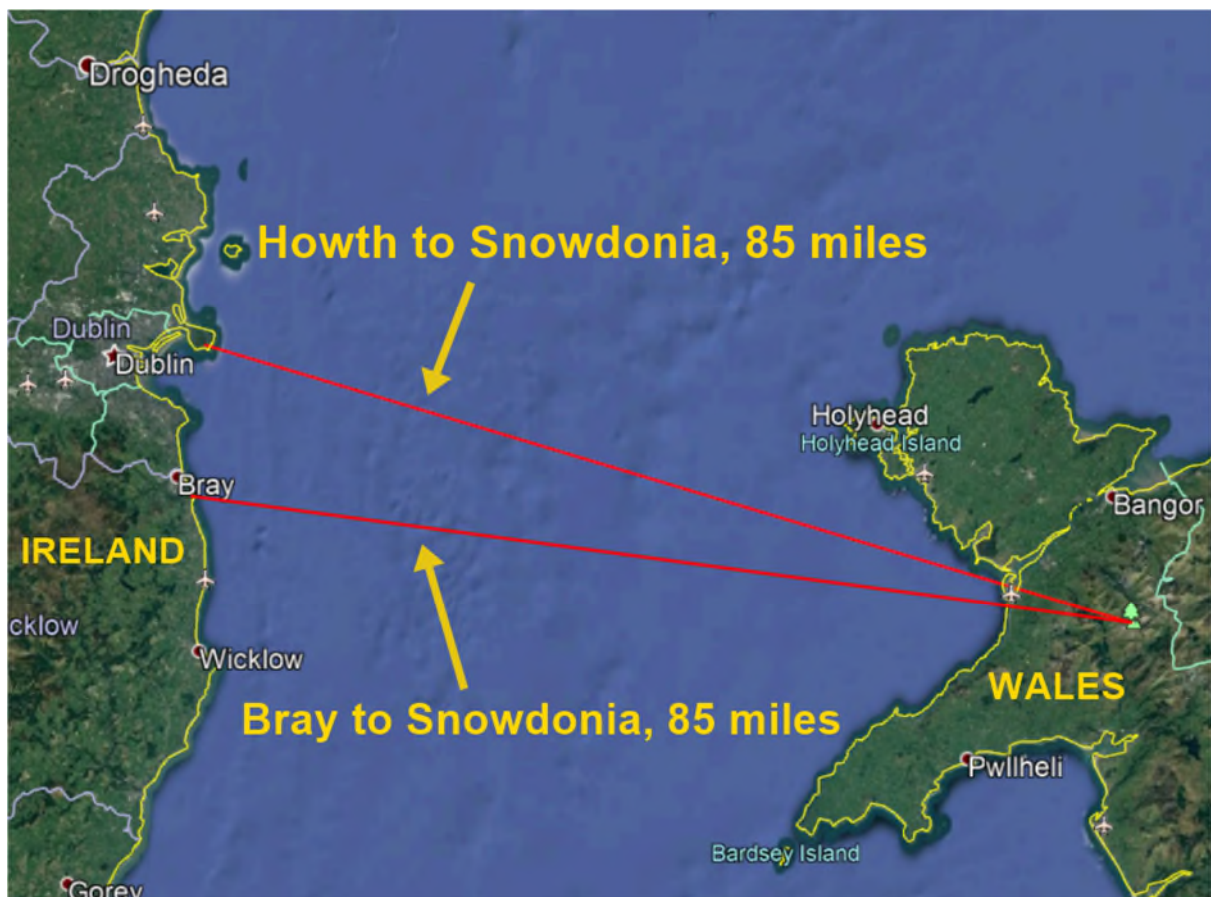 Drogheda
Howth to Snowdonia, 85 miles
Dublin
Dublin
Holyhead
Holyhead Island
Bray
Bangor
IRELAND
cklow
Wicklow
WALES
Bray to Snowdonia, 85 miles
Pwllheli
Bardsey Island
Gorey